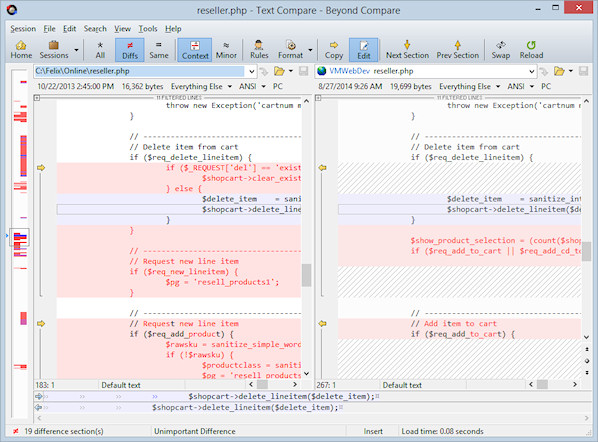 reseller.php - Text Compare - Beyond Compare
Session File Edit Search View Tools Help
Home Sessions All Diffs Same Context Minor Rules Format Copy Edit Next Section Prev Section Swap Reload
C:\Felix\Online\reseller.php
10/22/2013 2:45:00 PM 16,362 bytes Everything Else ANSI PC
11 FILTERED LINES
throw new Exception('cartnum m
}
// ------------------------
// Delete item from cart
if ($req_delete_lineitem) {
if ($_REQUEST['del'] == 'exist
$shopcart->clear_exist
} else {
$delete_item = sanitize_in
$shopcart->delete_line
}
}
// ------------------------
// Request new line item
if ($req_new_lineitem) {
$pg = 'resell_products1';
}
// ------------------------
// Request new line item
if ($req_add_product) {
$rawsku = sanitize_simple_word
if (!$rawsku) {
$productclass = saniti
$pg = 'resell_products
183: 1 Default text
VMWebDev reseller.php
8/27/2014 9:26 AM 19,699 bytes Everything Else ANSI PC
11 FILTERED LINES
throw new Exception('cartnum m
}
// ------------------------
// Delete item from cart
if ($req_delete_lineitem) {
$delete_item = sanitize_int
$shopcart->delete_lineitem($d
}
$show_product_selection = (count($shop
if ($req_add_to_cart || $req_add_cd_to
// ------------------------
// Add item to cart
if ($req_add_to_cart) {
267: 1 Default text
$shopcart->delete_lineitem($delete_item);
$shopcart->delete_lineitem($delete_item);
19 difference section(s) Unimportant Difference Insert Load time: 0.08 seconds